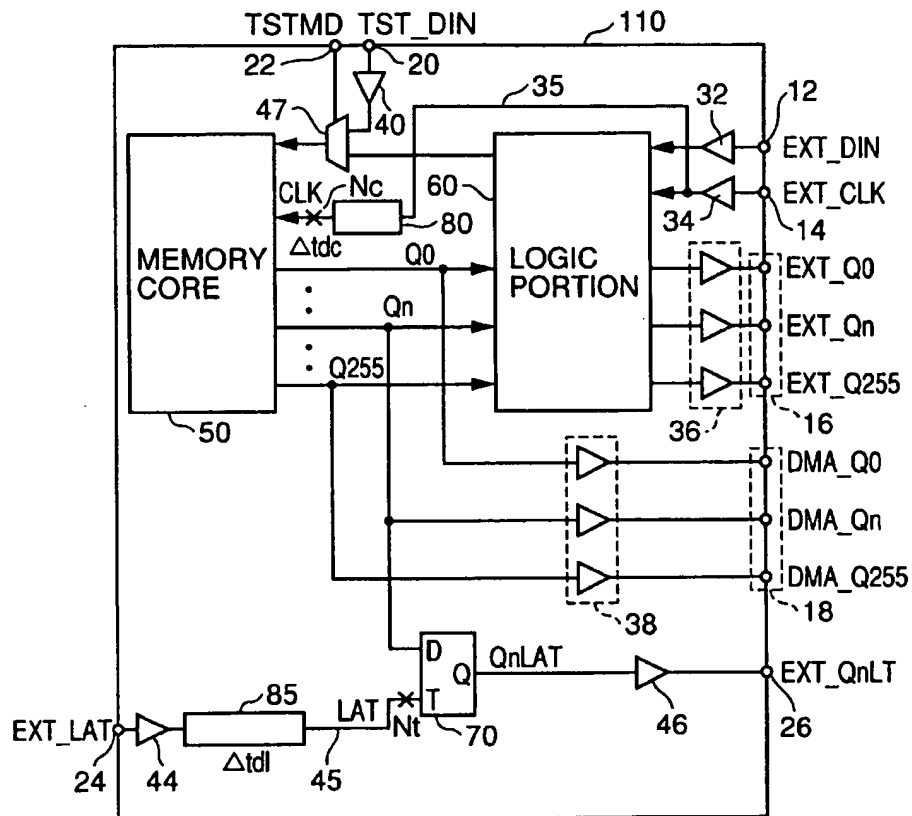 TSTMD TST_DIN 110
22 20
47 40 35 32 12
EXT_DIN
60
CLK Nc
34 EXT_CLK
80 14
Δtdc
MEMORY CORE
LOGIC PORTION
Q0
EXT_Q0
Qn
EXT_Qn
Q255
EXT_Q255
50 36 16
DMA_Q0
DMA_Qn
DMA_Q255
38 18
D
Q
T
QnLAT
EXT_QnLT
85
LAT
Nt 70 46 26
EXT_LAT
24 44 Δtdl 45